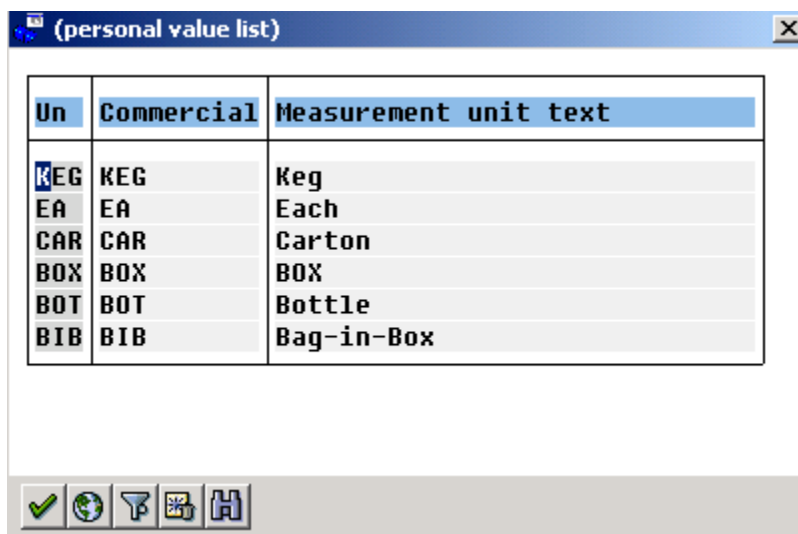 (personal value list)
Un Commercial Measurement unit text
KEG KEG Keg
EA EA Each
CAR CAR Carton
BOX BOX BOX
BOT BOT Bottle
BIB BIB Bag-in-Box